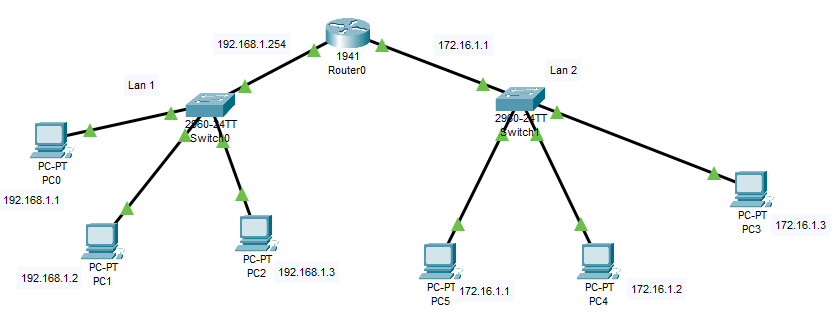 192.168.1.254
172.16.1.1
1941
Router0
Lan 1
Lan 2
2960-24TT
Switch0
2960-24TT
Switch1
PC-PT
PC0
192.168.1.1
PC-PT
PC1
192.168.1.2
PC-PT
PC2
192.168.1.3
PC-PT
PC5
172.16.1.1
PC-PT
PC4
172.16.1.2
PC-PT
PC3
172.16.1.3